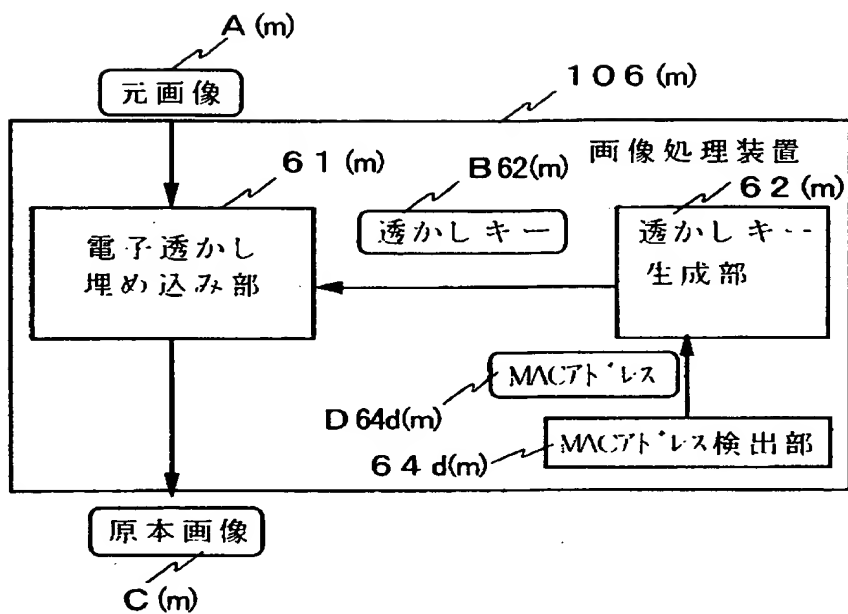 A(m)
元画像
106(m)
画像処理装置
61(m)
B62(m)
62(m)
電子透かし
埋め込み部
透かしキー
透かしキー
生成部
MACアドレス
D64d(m)
64d(m)
MACアドレス検出部
原本画像
C(m)